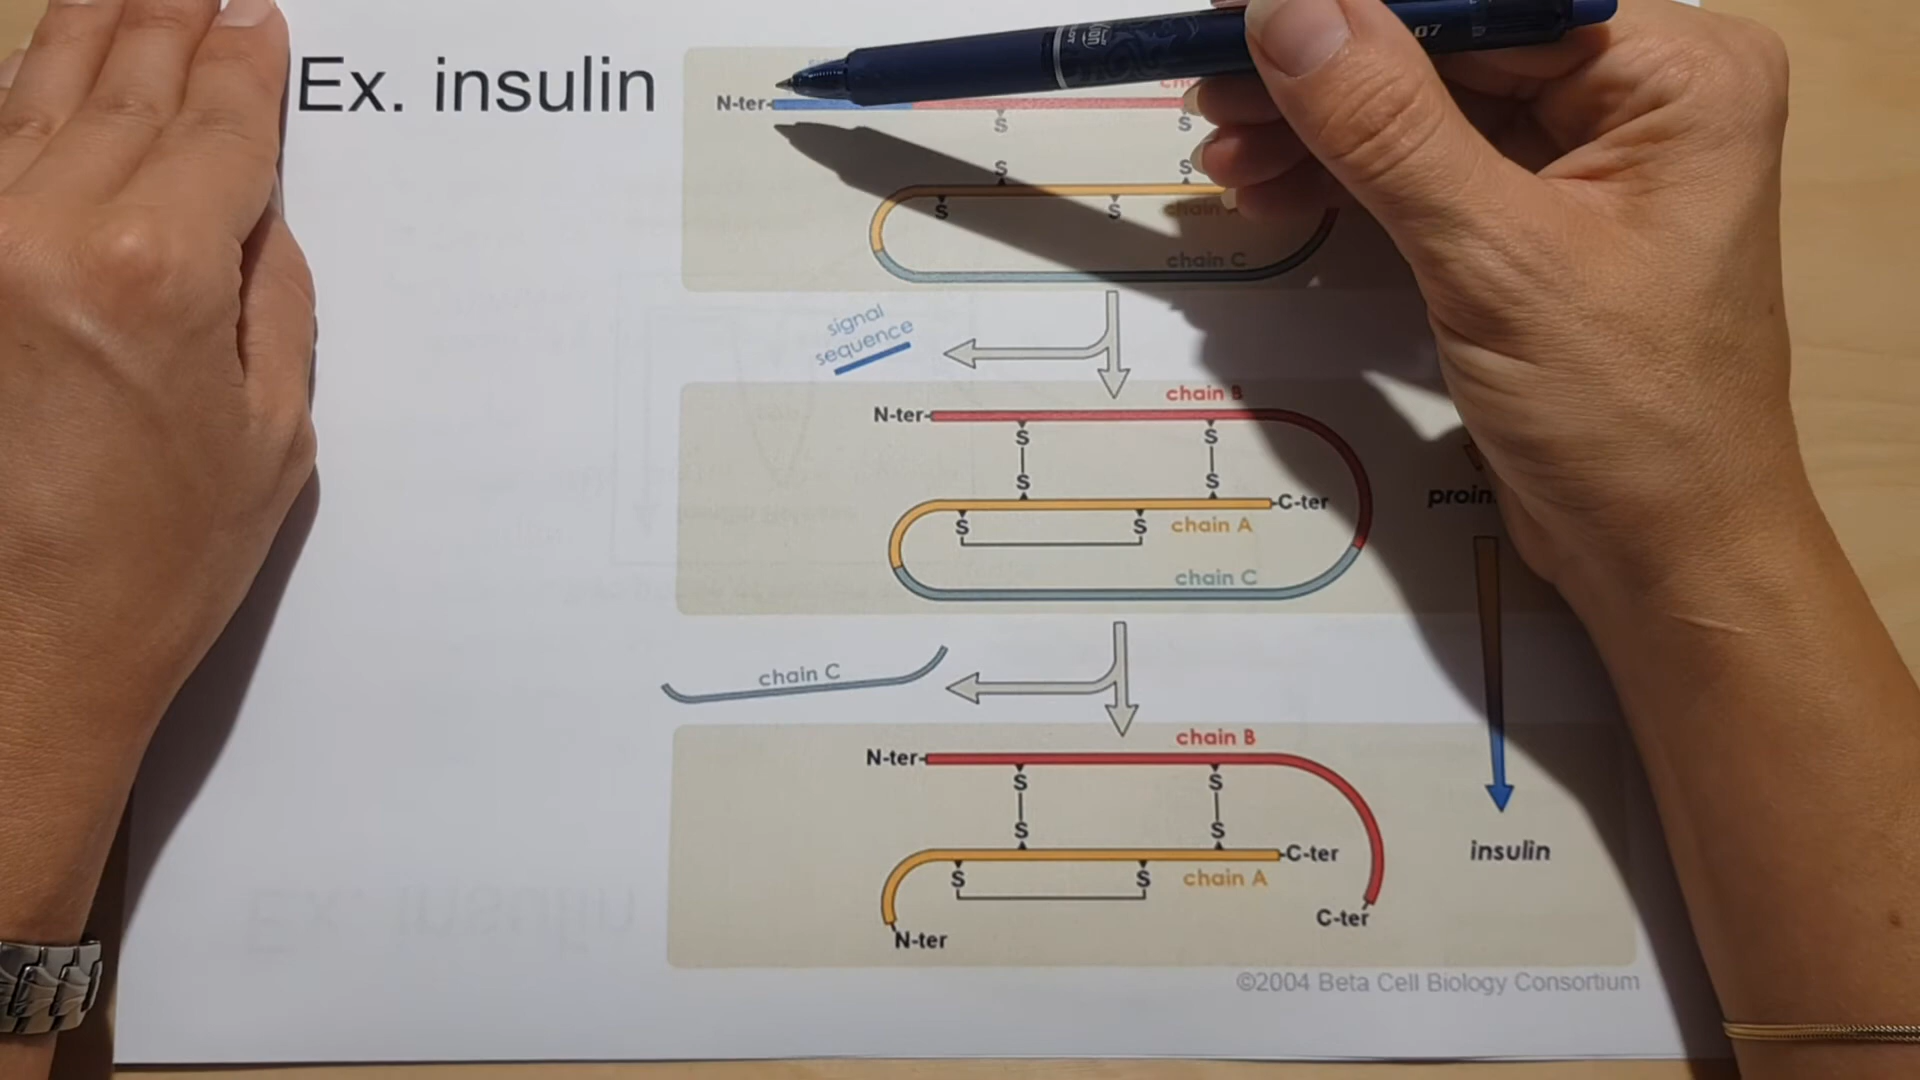 Ex. insulin
N-ter
S S
S S
S S
chain C
signal
sequence
chain B
N-ter
S S
S S
C-ter
S S chain A
chain C
chain C
chain B
N-ter
S S
S S
C-ter
S S chain A
insulin
C-ter
N-ter
©2004 Beta Cell Biology Consortium
07